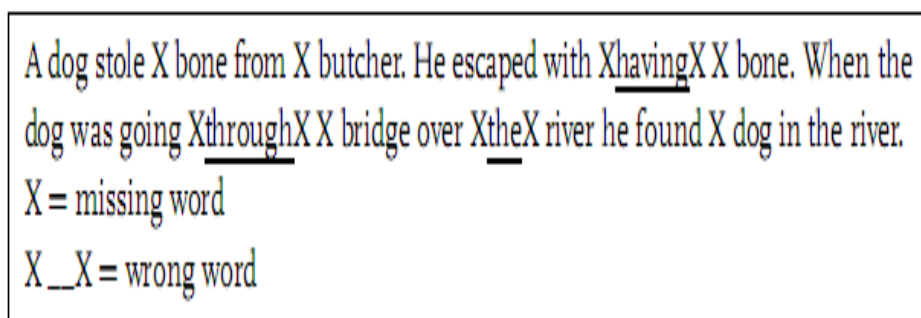 A dog stole X bone from X butcher. He escaped with XhavingX X bone. When the
dog was going XthroughX X bridge over XtheX river he found X dog in the river.
X = missing word
X __X = wrong word